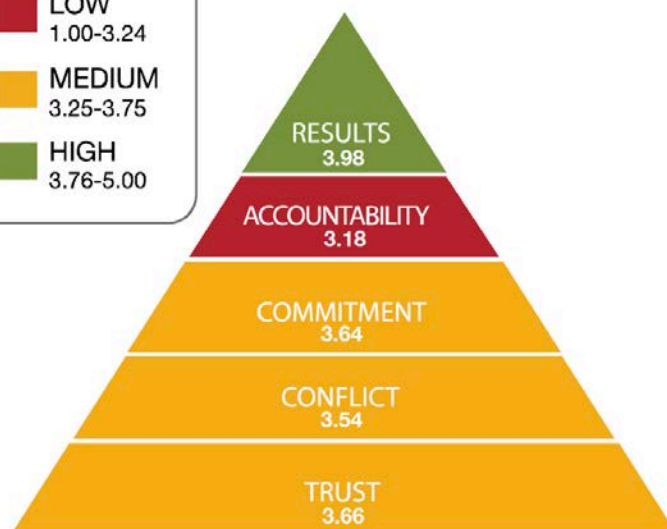 LOW
1.00-3.24
MEDIUM
3.25-3.75
HIGH
3.76-5.00
RESULTS
3.98
ACCOUNTABILITY
3.18
COMMITMENT
3.64
CONFLICT
3.54
TRUST
3.66